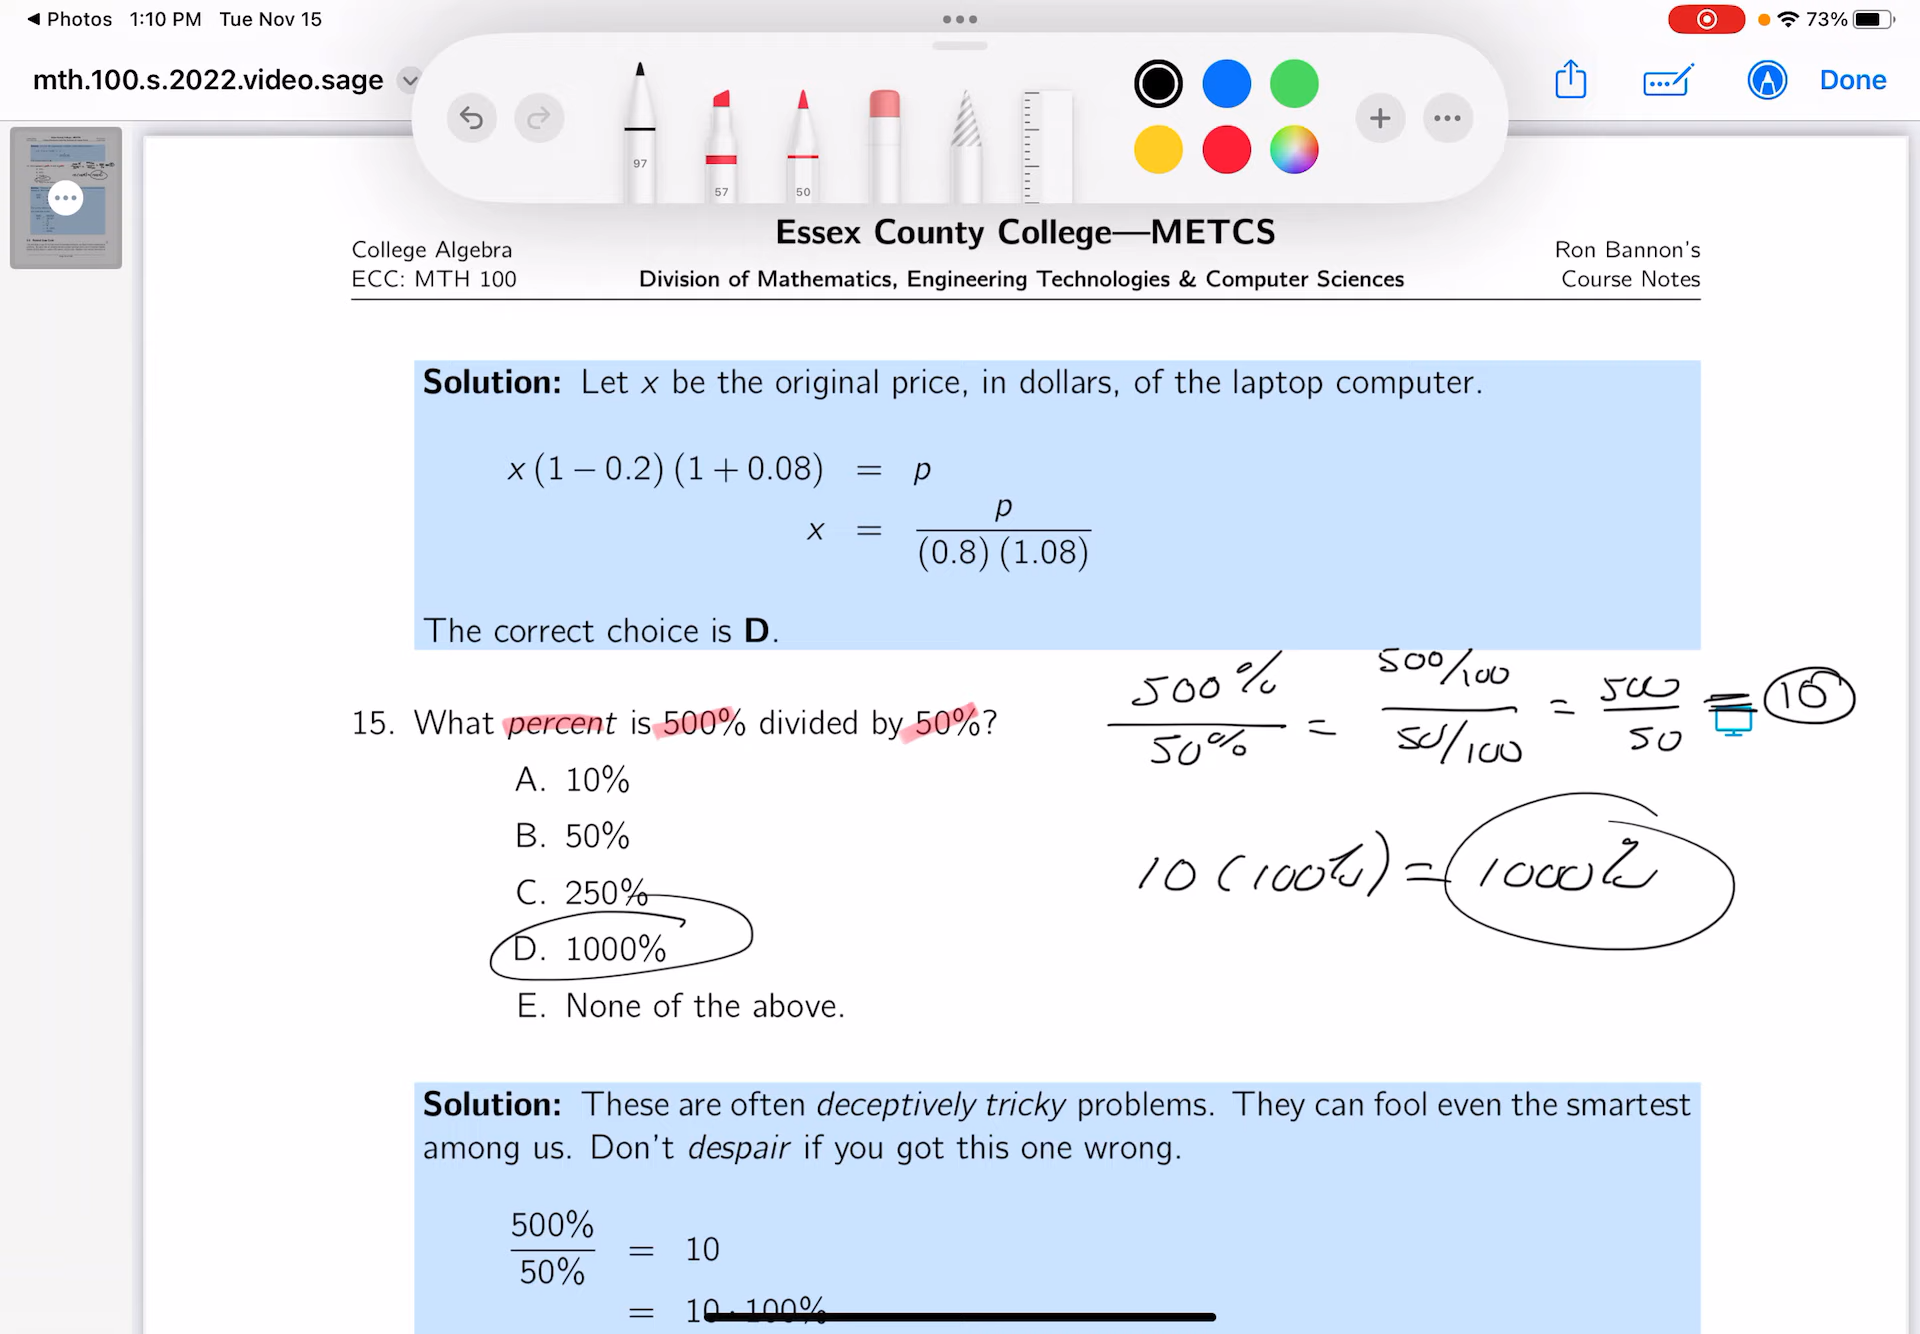 Photos 1:10 PM Tue Nov 15 73%
mth.100.s.2022.video.sage Done
97 57 50
Essex County College—METCS
College Algebra
Ron Bannon's
ECC: MTH 100
Division of Mathematics, Engineering Technologies & Computer Sciences
Course Notes
Solution: Let x be the original price, in dollars, of the laptop computer.
x (1 − 0.2) (1 + 0.08) = p
x = p / (0.8) (1.08)
The correct choice is D.
500% / 50% = 500/100 / 50/100 = 500 / 50 = 10
15. What percent is 500% divided by 50%?
A. 10%
B. 50%
C. 250%
10 (100%) = 1000%
D. 1000%
E. None of the above.
Solution: These are often deceptively tricky problems. They can fool even the smartest
among us. Don't despair if you got this one wrong.
500% / 50% = 10
= 10 · 100%